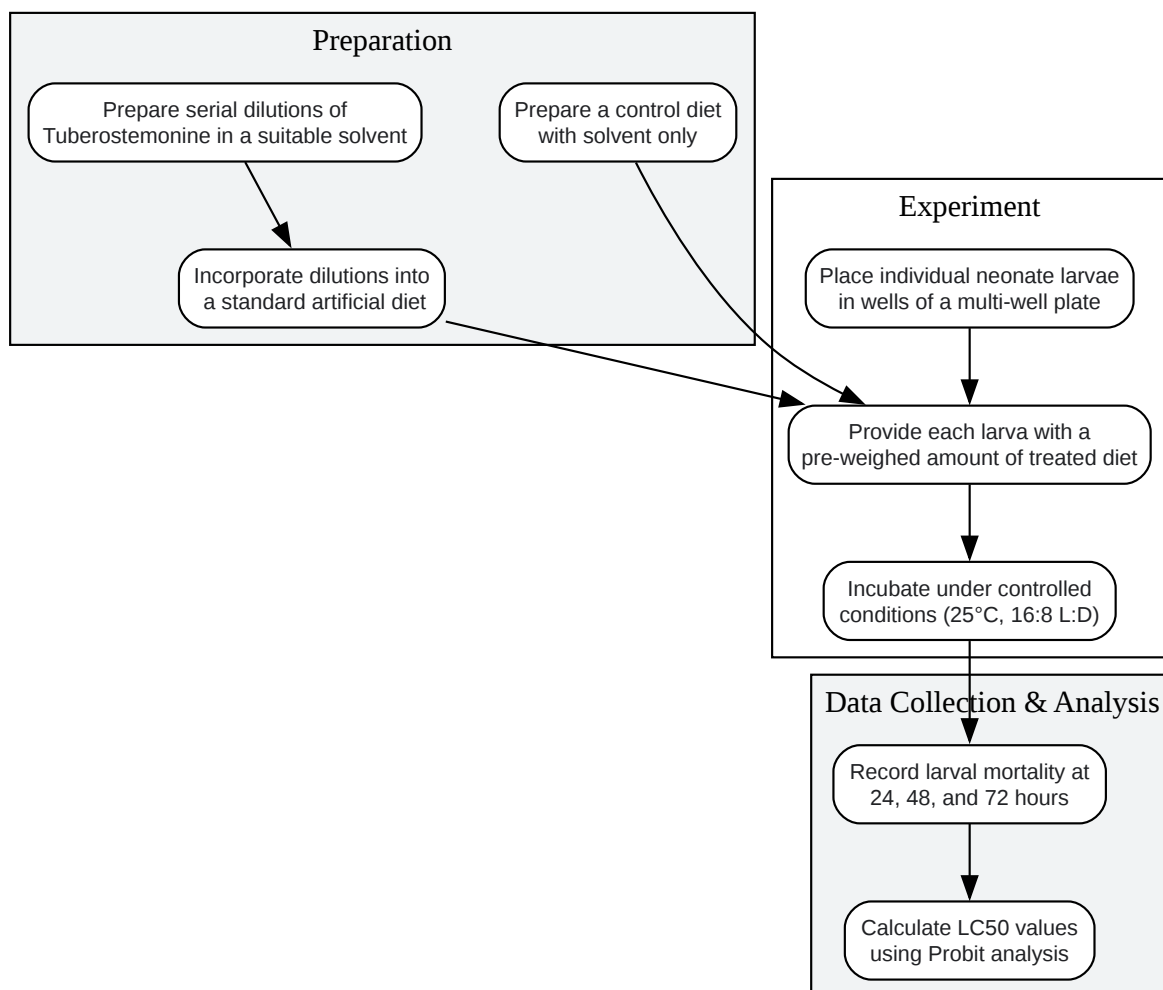 Preparation
Prepare serial dilutions of
Tuberostemonine in a suitable solvent
Prepare a control diet
with solvent only
Incorporate dilutions into
a standard artificial diet
Experiment
Place individual neonate larvae
in wells of a multi-well plate
Provide each larva with a
pre-weighed amount of treated diet
Incubate under controlled
conditions (25°C, 16:8 L:D)
Data Collection & Analysis
Record larval mortality at
24, 48, and 72 hours
Calculate LC50 values
using Probit analysis